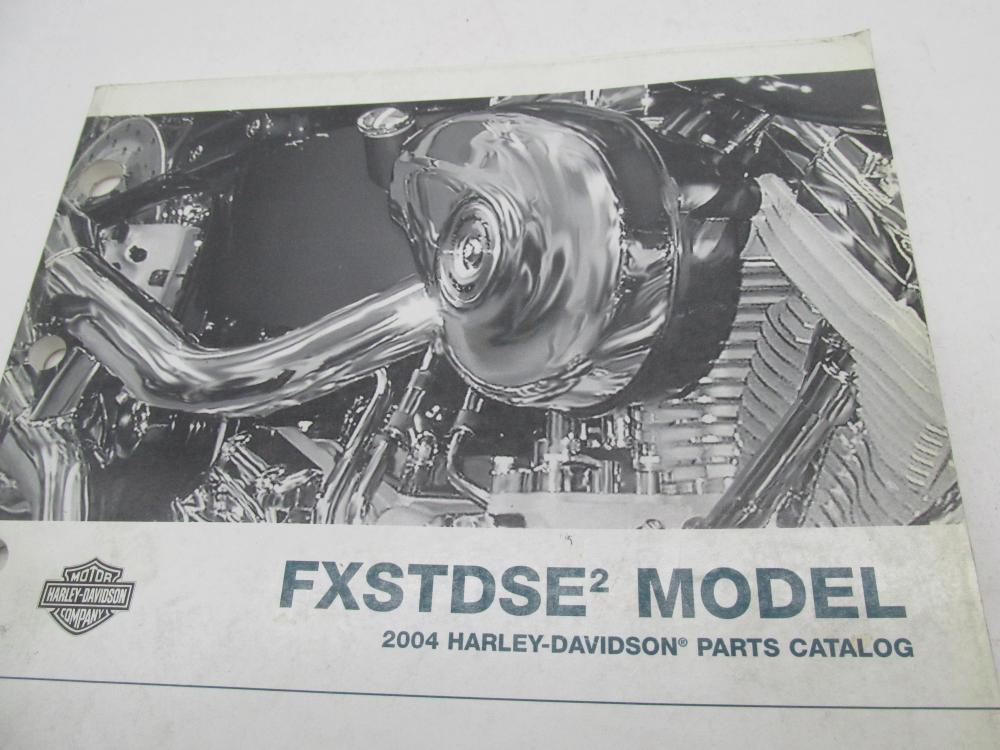 MOTOR
HARLEY-DAVIDSON
COMPANY
FXSTDSE² MODEL
2004 HARLEY-DAVIDSON® PARTS CATALOG